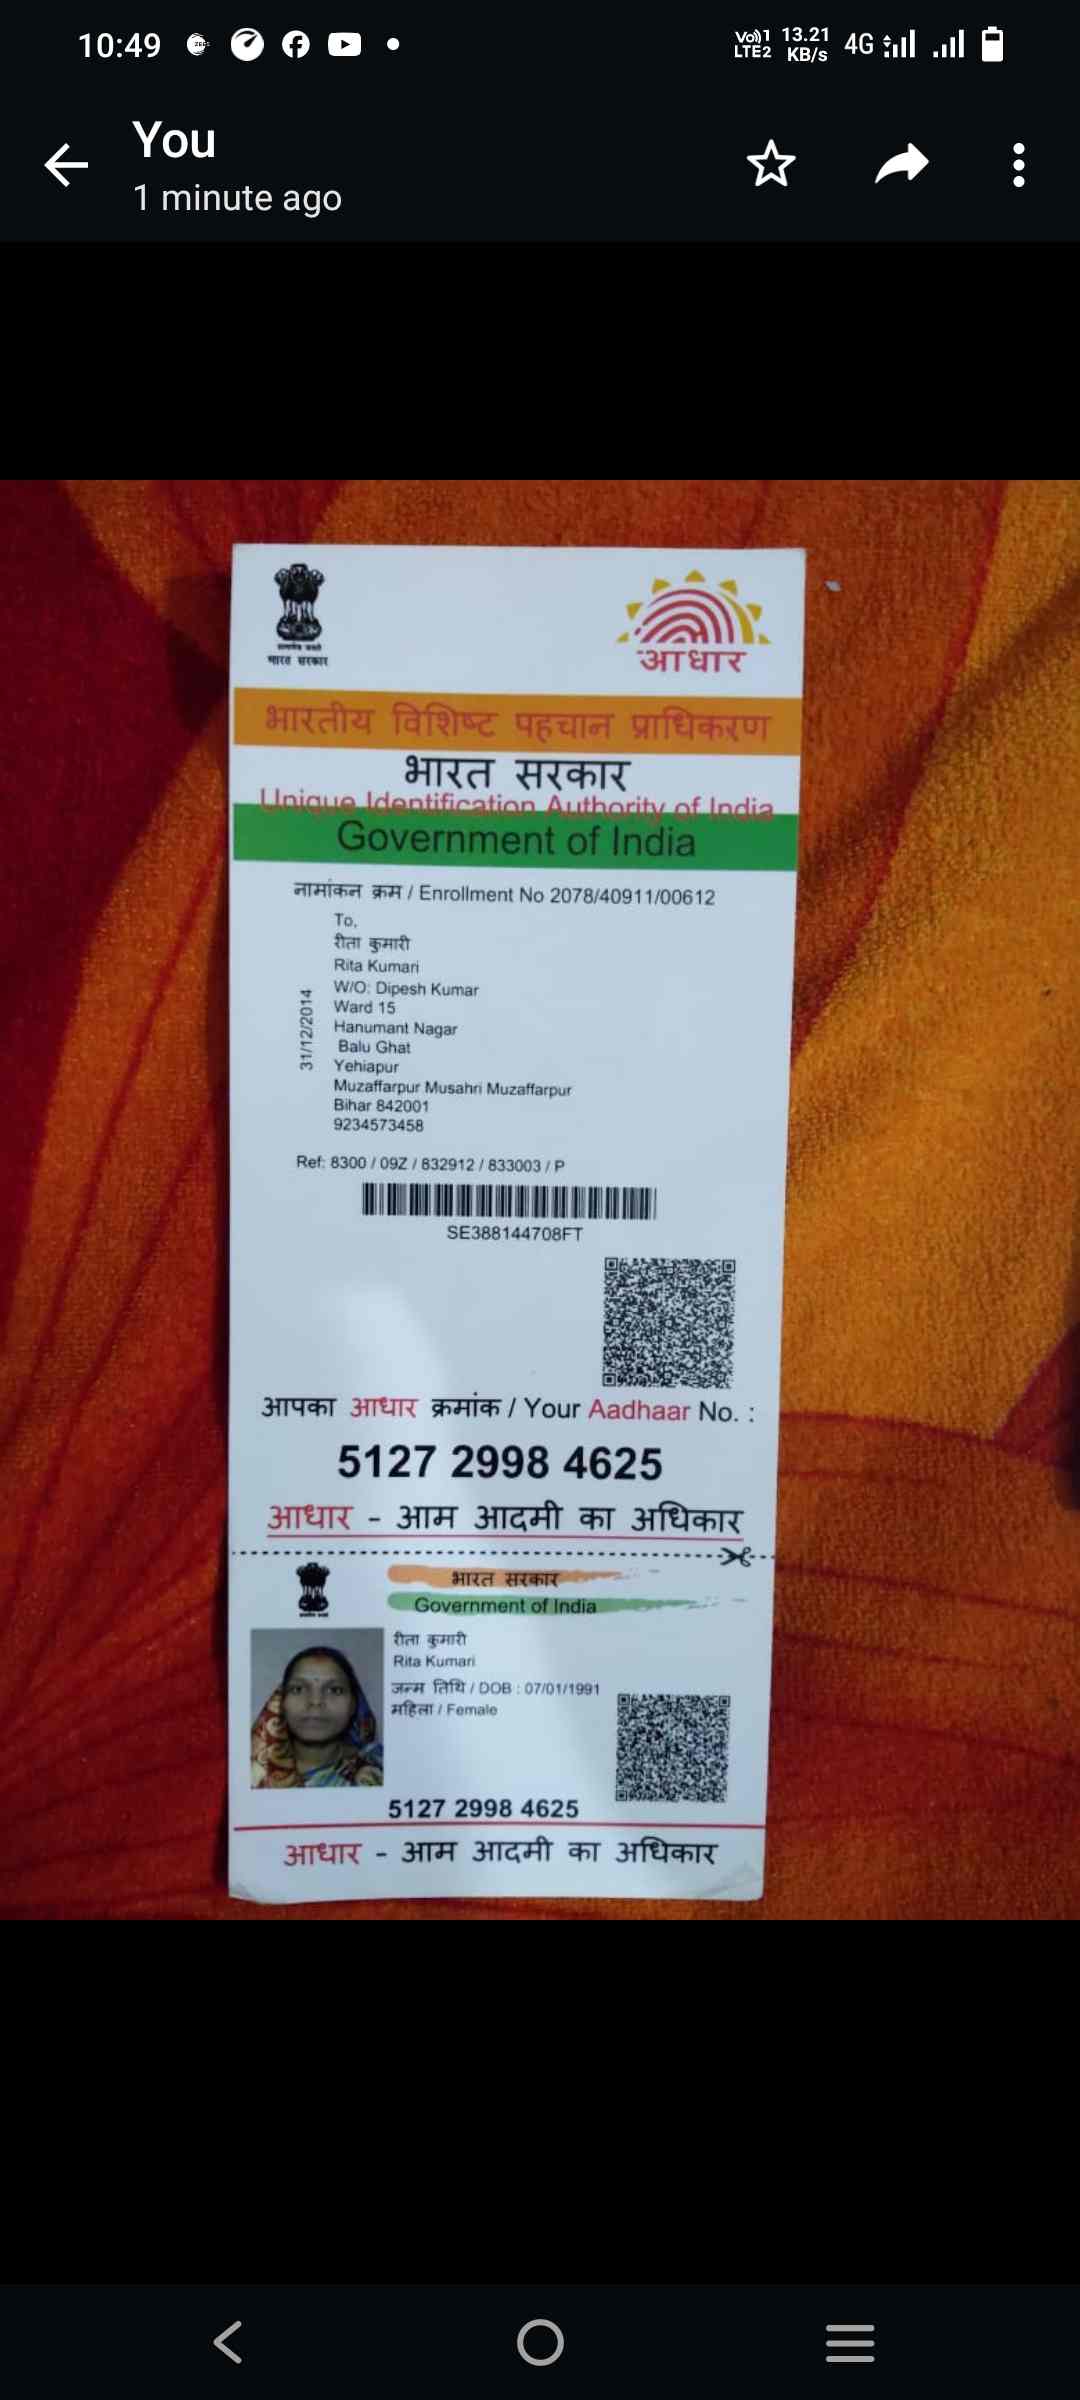 10:49
Vo)) 1 LTE2 13.21 KB/s 4G
You
1 minute ago
भारत सरकार
आधार
भारतीय विशिष्ट पहचान प्राधिकरण
भारत सरकार
Unique Identification Authority of India
Government of India
नामांकन क्रम / Enrollment No 2078/40911/00612
To,
रीता कुमारी
Rita Kumari
W/O: Dipesh Kumar
Ward 15
Hanumant Nagar
Balu Ghat
Yehiapur
Muzaffarpur Musahri Muzaffarpur
Bihar 842001
9234573458
31/12/2014
Ref: 8300 / 09Z / 832912 / 833003 / P
SE388144708FT
आपका आधार क्रमांक / Your Aadhaar No. :
5127 2998 4625
आधार - आम आदमी का अधिकार
भारत सरकार
Government of India
रीता कुमारी
Rita Kumari
जन्म तिथि / DOB : 07/01/1991
महिला / Female
5127 2998 4625
आधार - आम आदमी का अधिकार